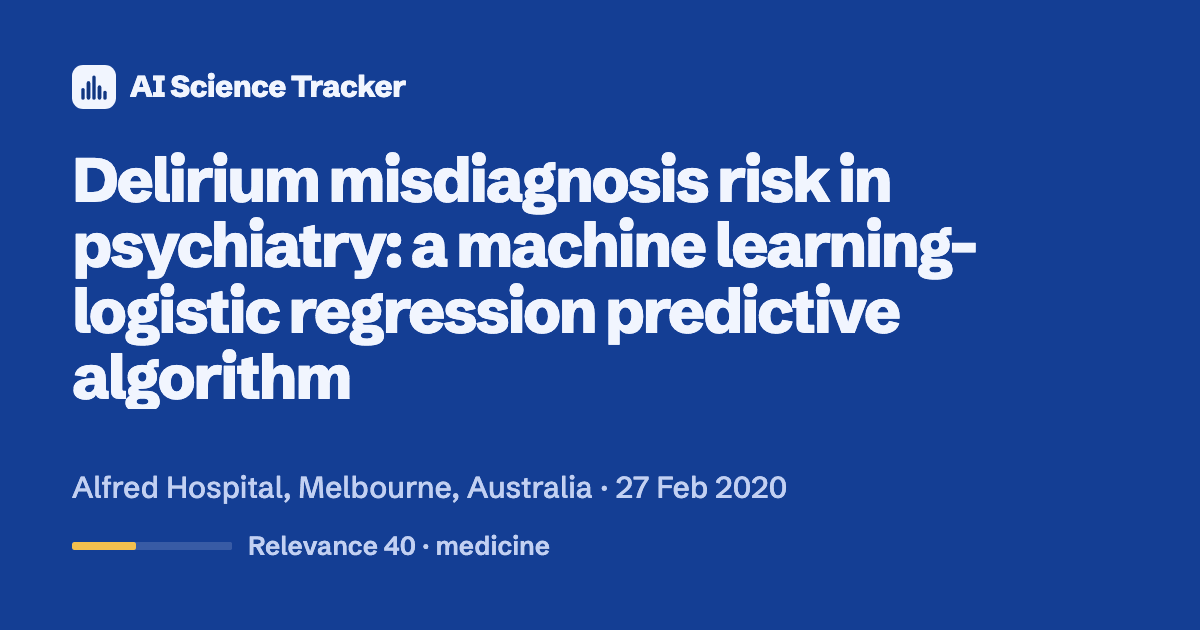 AI Science Tracker
Delirium misdiagnosis risk in
psychiatry: a machine learning-
logistic regression predictive
algorithm
Alfred Hospital, Melbourne, Australia · 27 Feb 2020
Relevance 40 · medicine